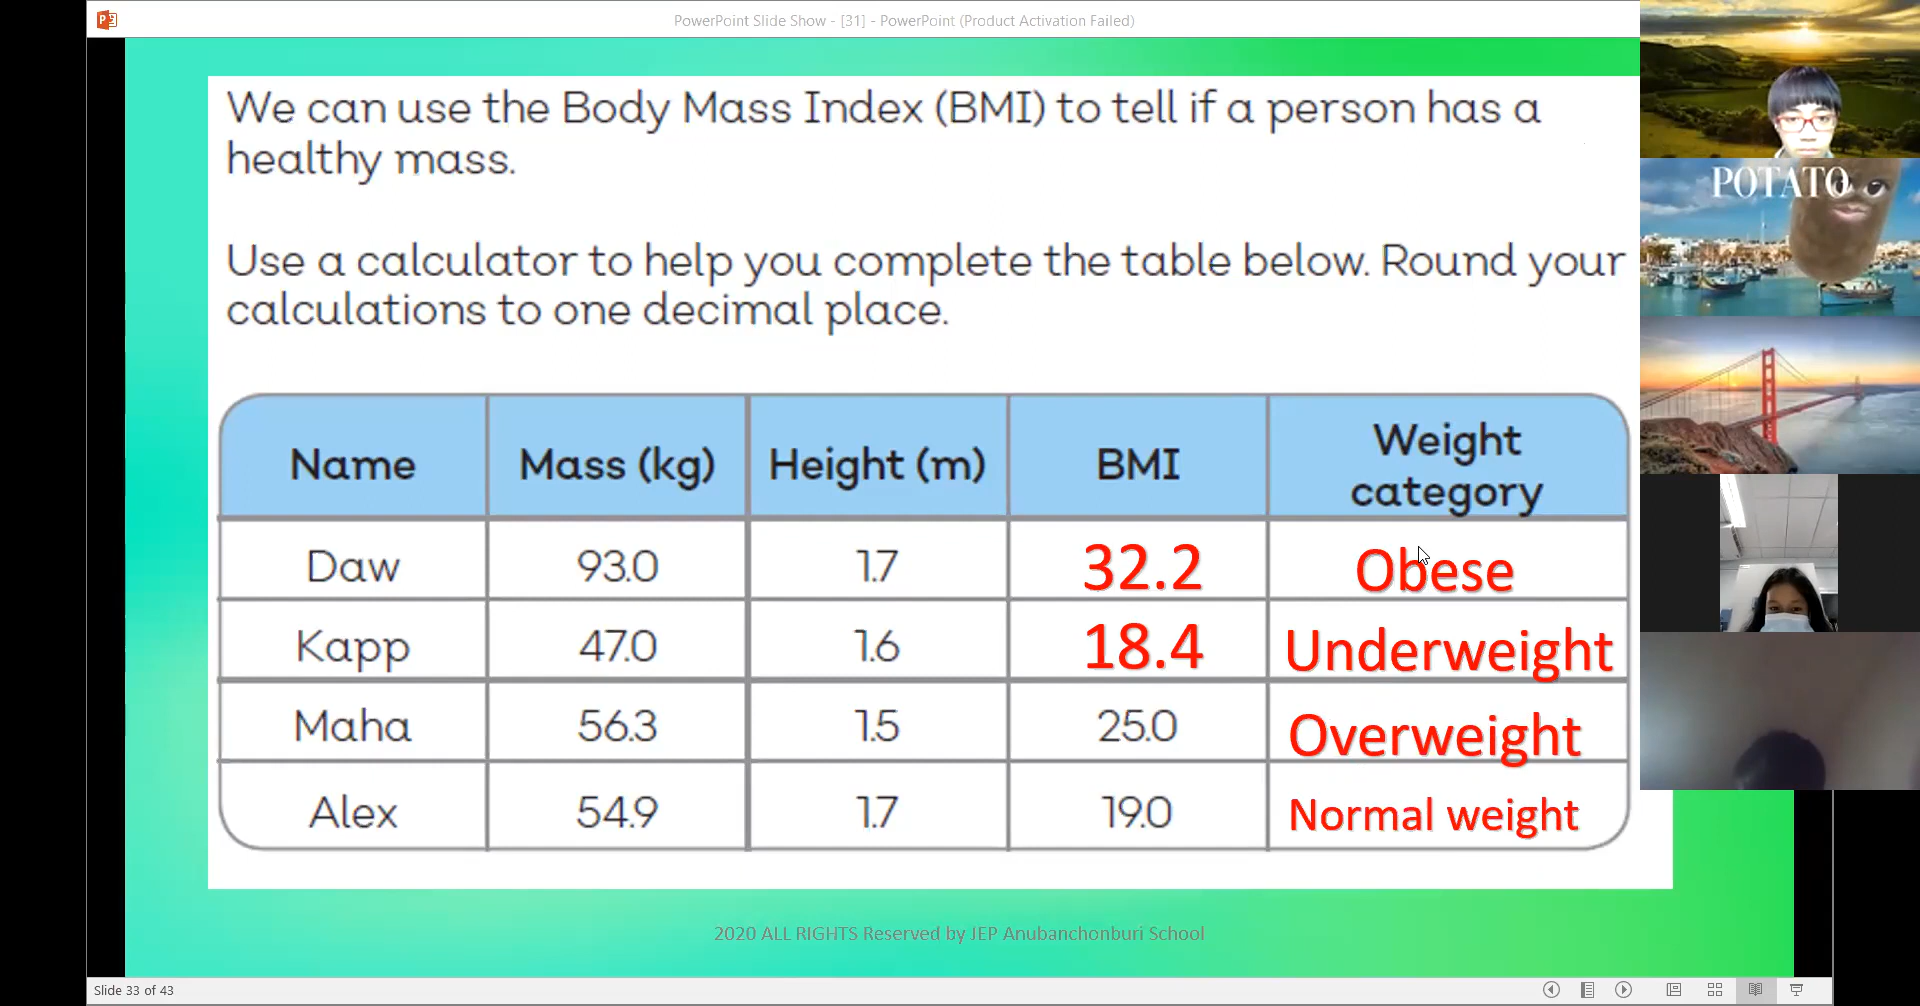 PowerPoint Slide Show - [31] - PowerPoint (Product Activation Failed)
We can use the Body Mass Index (BMI) to tell if a person has a
healthy mass.
Use a calculator to help you complete the table below. Round your
calculations to one decimal place.
Name Mass (kg) Height (m) BMI Weight category
Daw 93.0 1.7 32.2 Obese
Kapp 47.0 1.6 18.4 Underweight
Maha 56.3 1.5 25.0 Overweight
Alex 54.9 1.7 19.0 Normal weight
2020 ALL RIGHTS Reserved by JEP Anubanchonburi School
Slide 33 of 43
POTATO